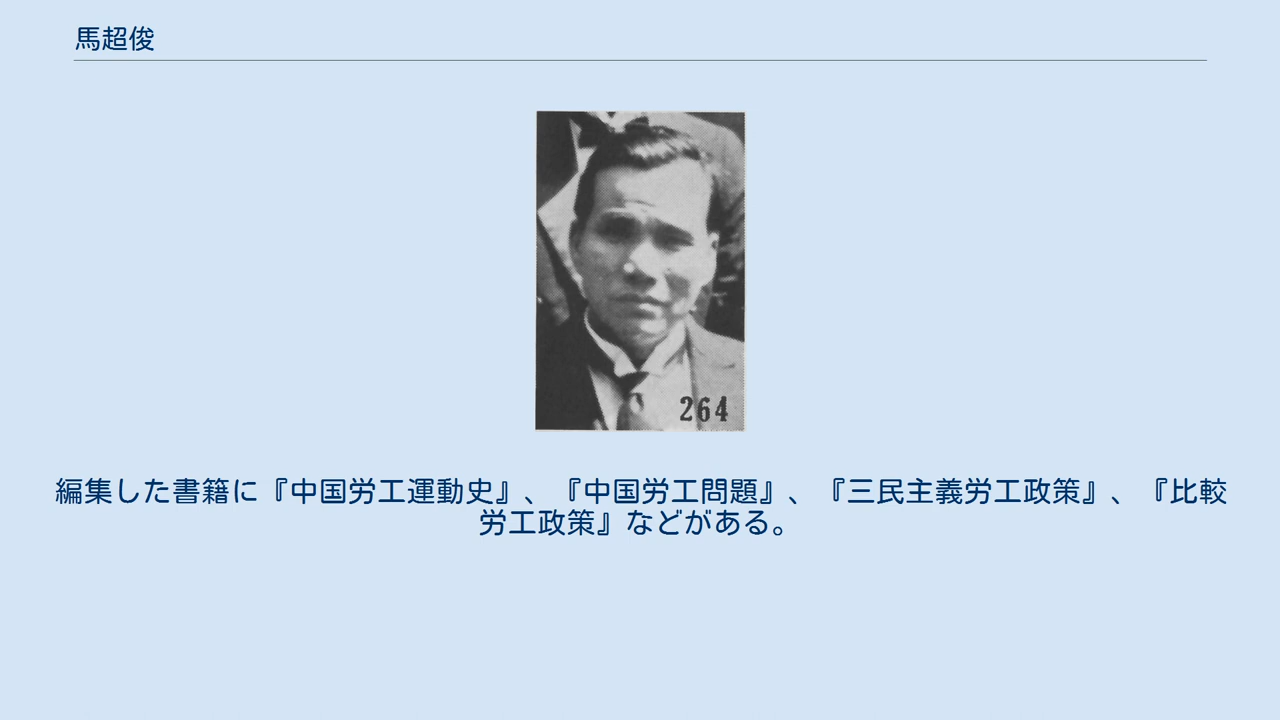 馬超俊
264
編集した書籍に『中国労工運動史』、『中国労工問題』、『三民主義労工政策』、『比較
労工政策』などがある。